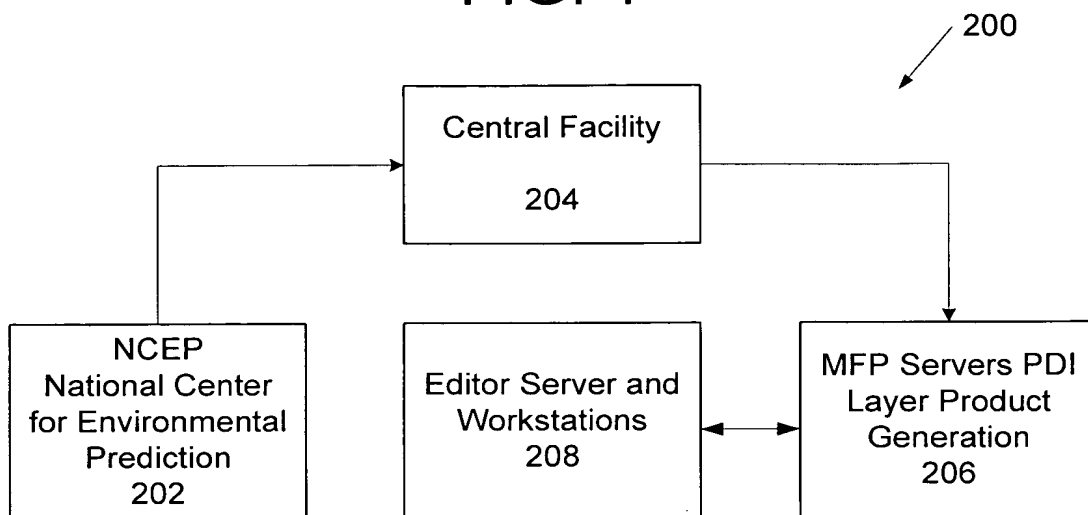 200
Central Facility
204
NCEP
National Center
for Environmental
Prediction
202
Editor Server and
Workstations
208
MFP Servers PDI
Layer Product
Generation
206